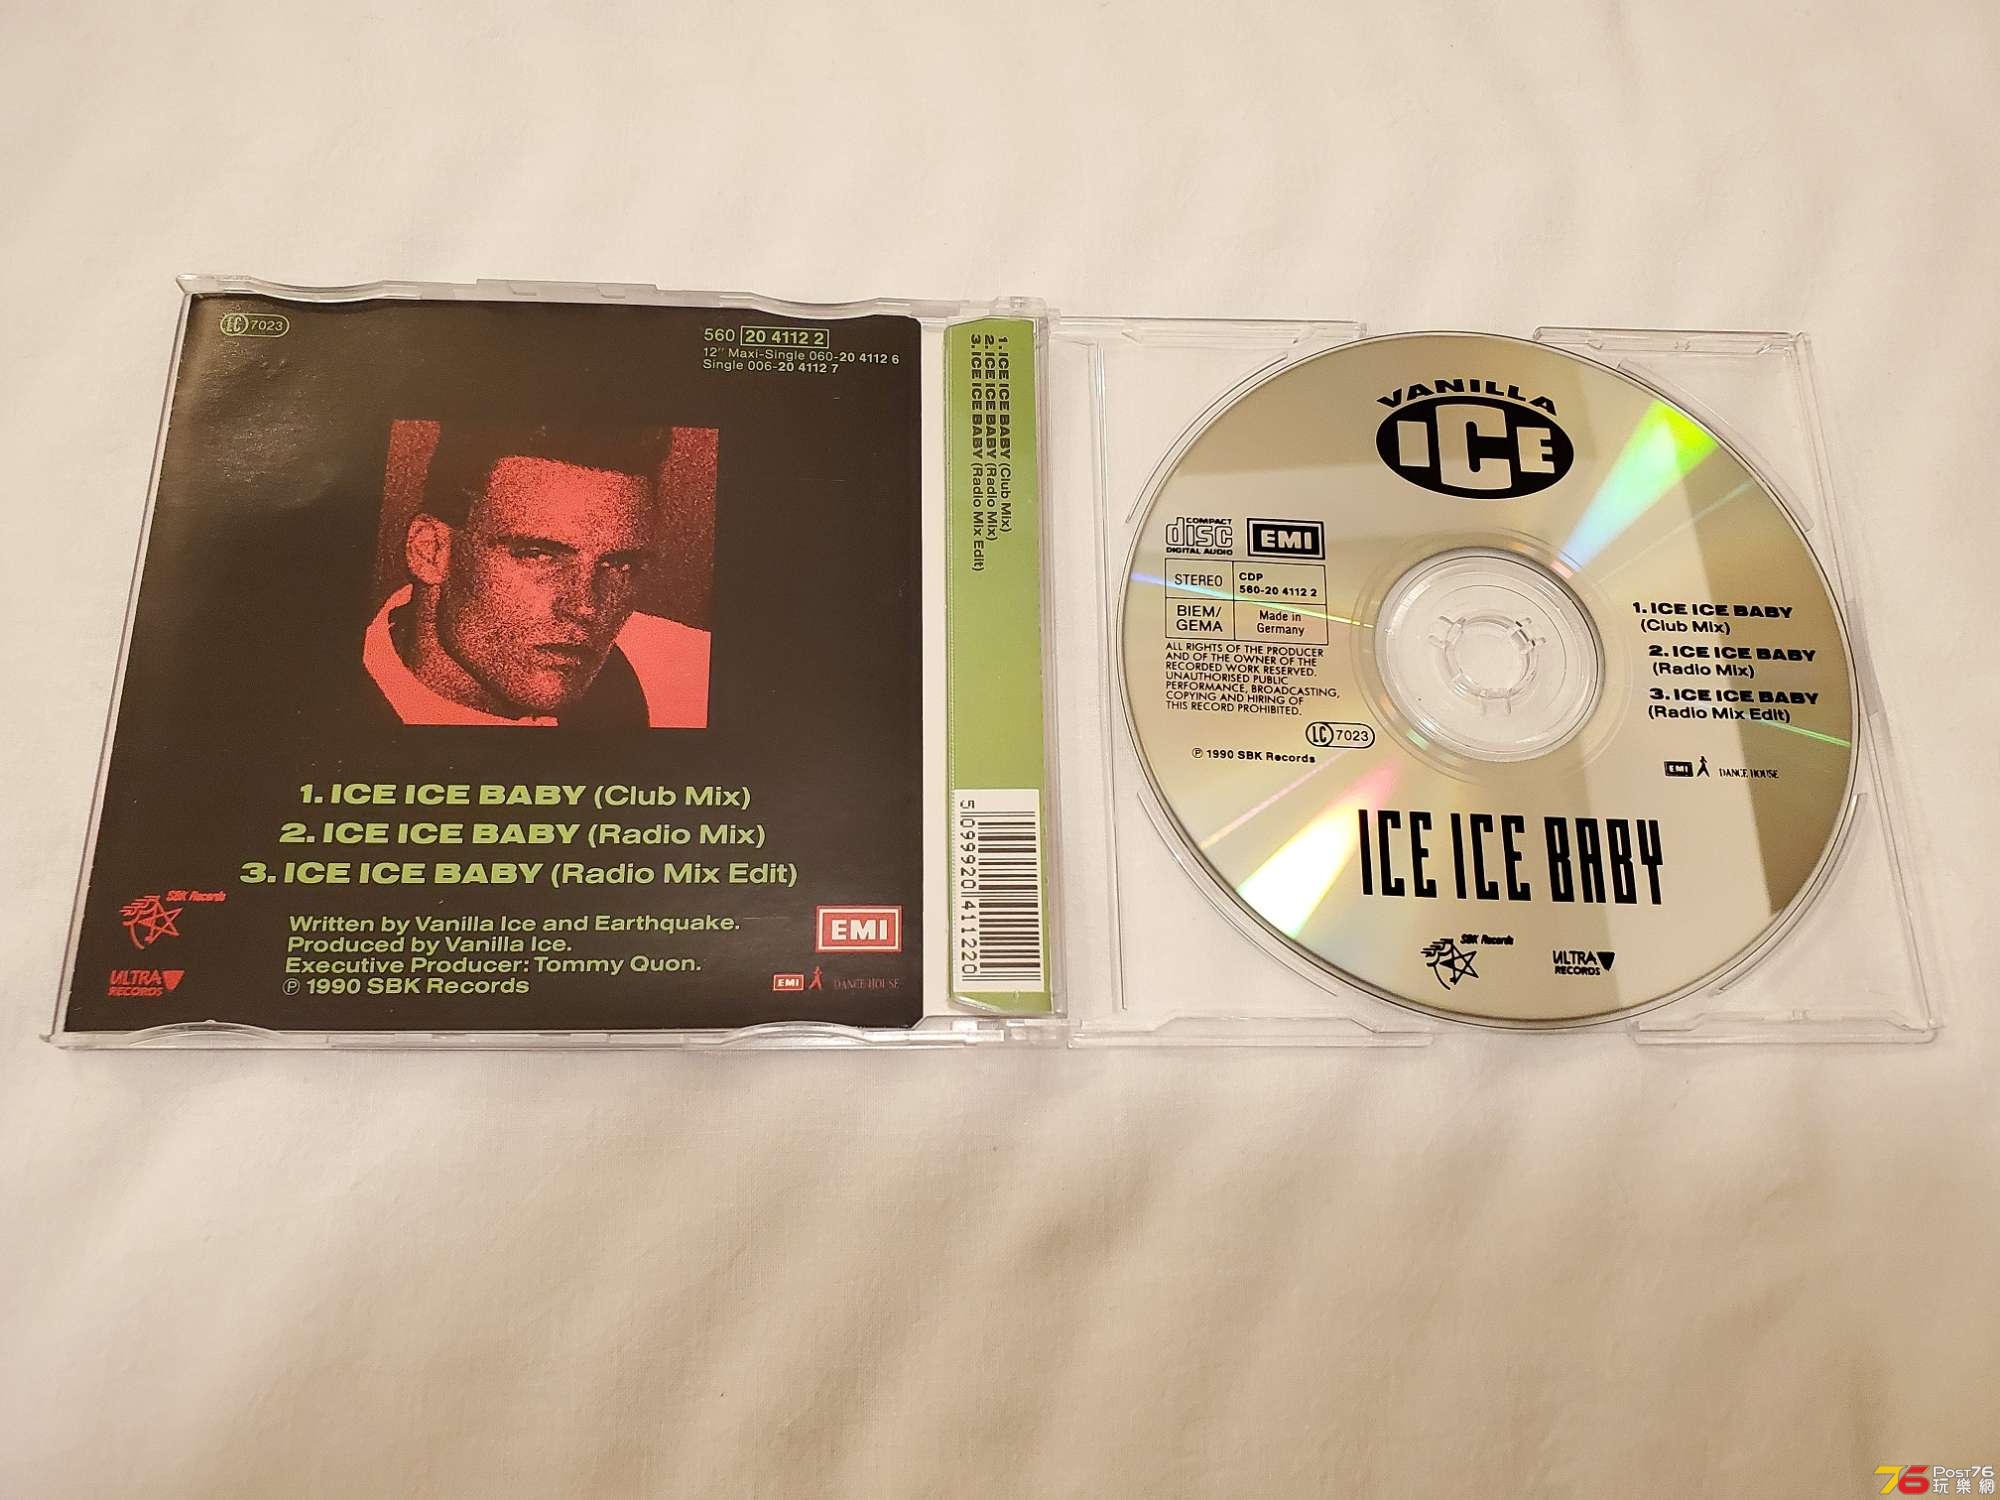 LC 7023
560 20 4112 2
12" Maxi-Single 060-20 4112 6
Single 006-20 4112 7
1. ICE ICE BABY (Club Mix)
2. ICE ICE BABY (Radio Mix)
3. ICE ICE BABY (Radio Mix Edit)
SBK Records
Written by Vanilla Ice and Earthquake.
Produced by Vanilla Ice.
Executive Producer: Tommy Quon.
℗ 1990 SBK Records
ULTRA
RECORDS
EMI
EMI DANCE HOUSE
1. ICE ICE BABY (Club Mix)
2. ICE ICE BABY (Radio Mix)
3. ICE ICE BABY (Radio Mix Edit)
5 099920 411220
VANILLA
ICE
COMPACT
disc
DIGITAL AUDIO
EMI
STEREO
CDP
560-20 4112 2
BIEM/
GEMA
Made in
Germany
ALL RIGHTS OF THE PRODUCER
AND OF THE OWNER OF THE
RECORDED WORK RESERVED.
UNAUTHORISED PUBLIC
PERFORMANCE, BROADCASTING,
COPYING AND HIRING OF
THIS RECORD PROHIBITED.
LC 7023
℗ 1990 SBK Records
1. ICE ICE BABY
(Club Mix)
2. ICE ICE BABY
(Radio Mix)
3. ICE ICE BABY
(Radio Mix Edit)
EMI DANCE HOUSE
ICE ICE BABY
SBK Records
ULTRA
RECORDS
76 Post76
玩樂網